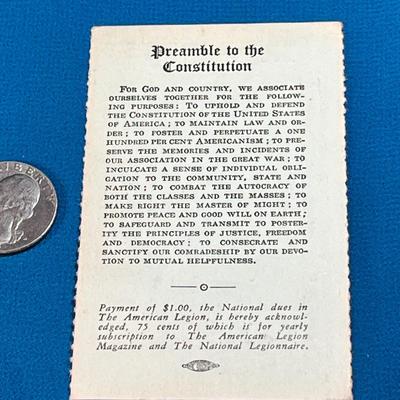 Preamble to the
Constitution
For God and country, we associate
ourselves together for the follow-
ing purposes: To uphold and defend
the Constitution of the United States
of America; to maintain law and or-
der; to foster and perpetuate a one
hundred per cent Americanism; to pre-
serve the memories and incidents of
our association in the Great War; to
inculcate a sense of individual obli-
gation to the community, state and
nation; to combat the autocracy of
both the classes and the masses; to
make right the master of might; to
promote peace and good will on earth;
to safeguard and transmit to poster-
ity the principles of justice, freedom
and democracy; to consecrate and
sanctify our comradeship by our devo-
tion to mutual helpfulness.
Payment of $1.00, the National dues in
The American Legion, is hereby acknowl-
edged, 75 cents of which is for yearly
subscription to The American Legion
Magazine and The National Legionnaire.